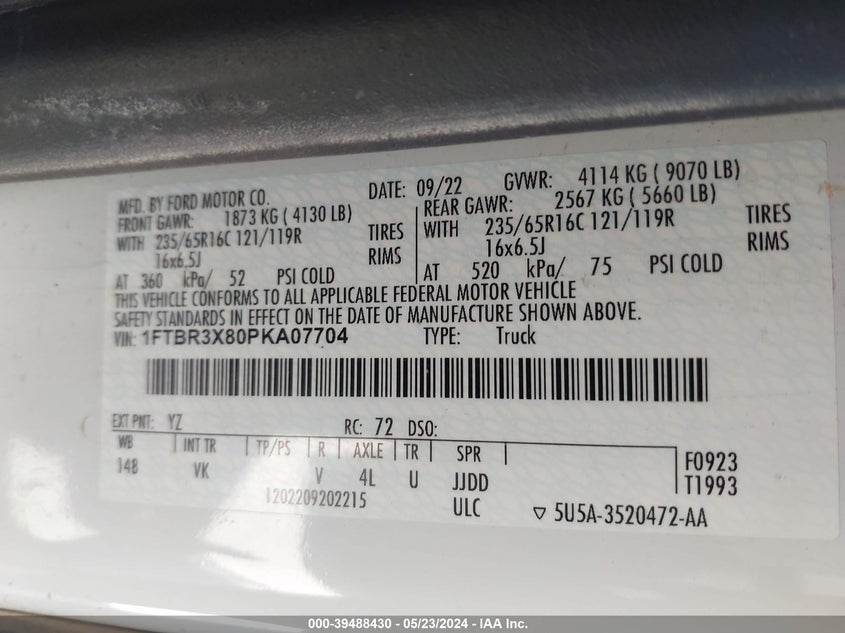 MFD. BY FORD MOTOR CO. DATE: 09/22 GVWR: 4114 KG ( 9070 LB)
FRONT GAWR: 1873 KG ( 4130 LB) REAR GAWR: 2567 KG ( 5660 LB)
WITH 235/65R16C 121/119R TIRES WITH 235/65R16C 121/119R TIRES
16x6.5J RIMS 16x6.5J RIMS
AT 360 kPa/ 52 PSI COLD AT 520 kPa/ 75 PSI COLD
THIS VEHICLE CONFORMS TO ALL APPLICABLE FEDERAL MOTOR VEHICLE
SAFETY STANDARDS IN EFFECT ON THE DATE OF MANUFACTURE SHOWN ABOVE.
VIN: 1FTBR3X80PKA07704 TYPE: Truck
EXT PNT: YZ RC: 72 DSO:
WB INT TR TP/PS R AXLE TR SPR F0923
148 VK V 4L U JJDD T1993
1202209202215 ULC ▽ 5U5A-3520472-AA
000-39488430 - 05/23/2024 - IAA Inc.